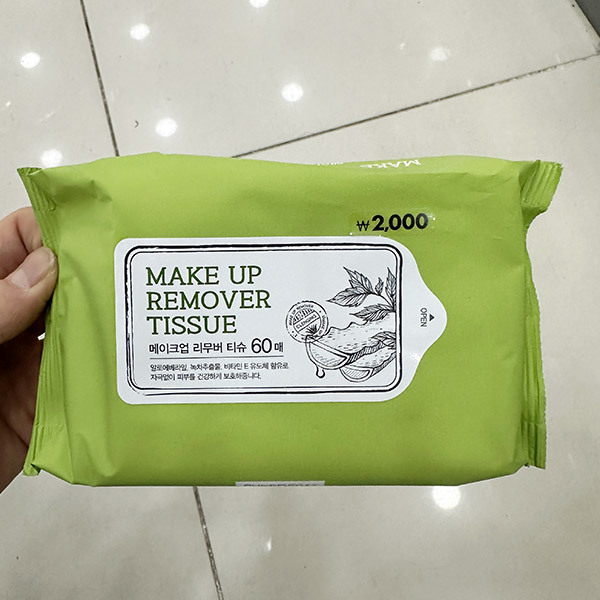 MAKE
₩2,000
MAKE UP
REMOVER
TISSUE
메이크업 리무버 티슈 60매
알로에베라잎, 녹차추출물, 비타민 E 유도체 함유로
자극없이 피부를 건강하게 보호하줍니다.
OPEN